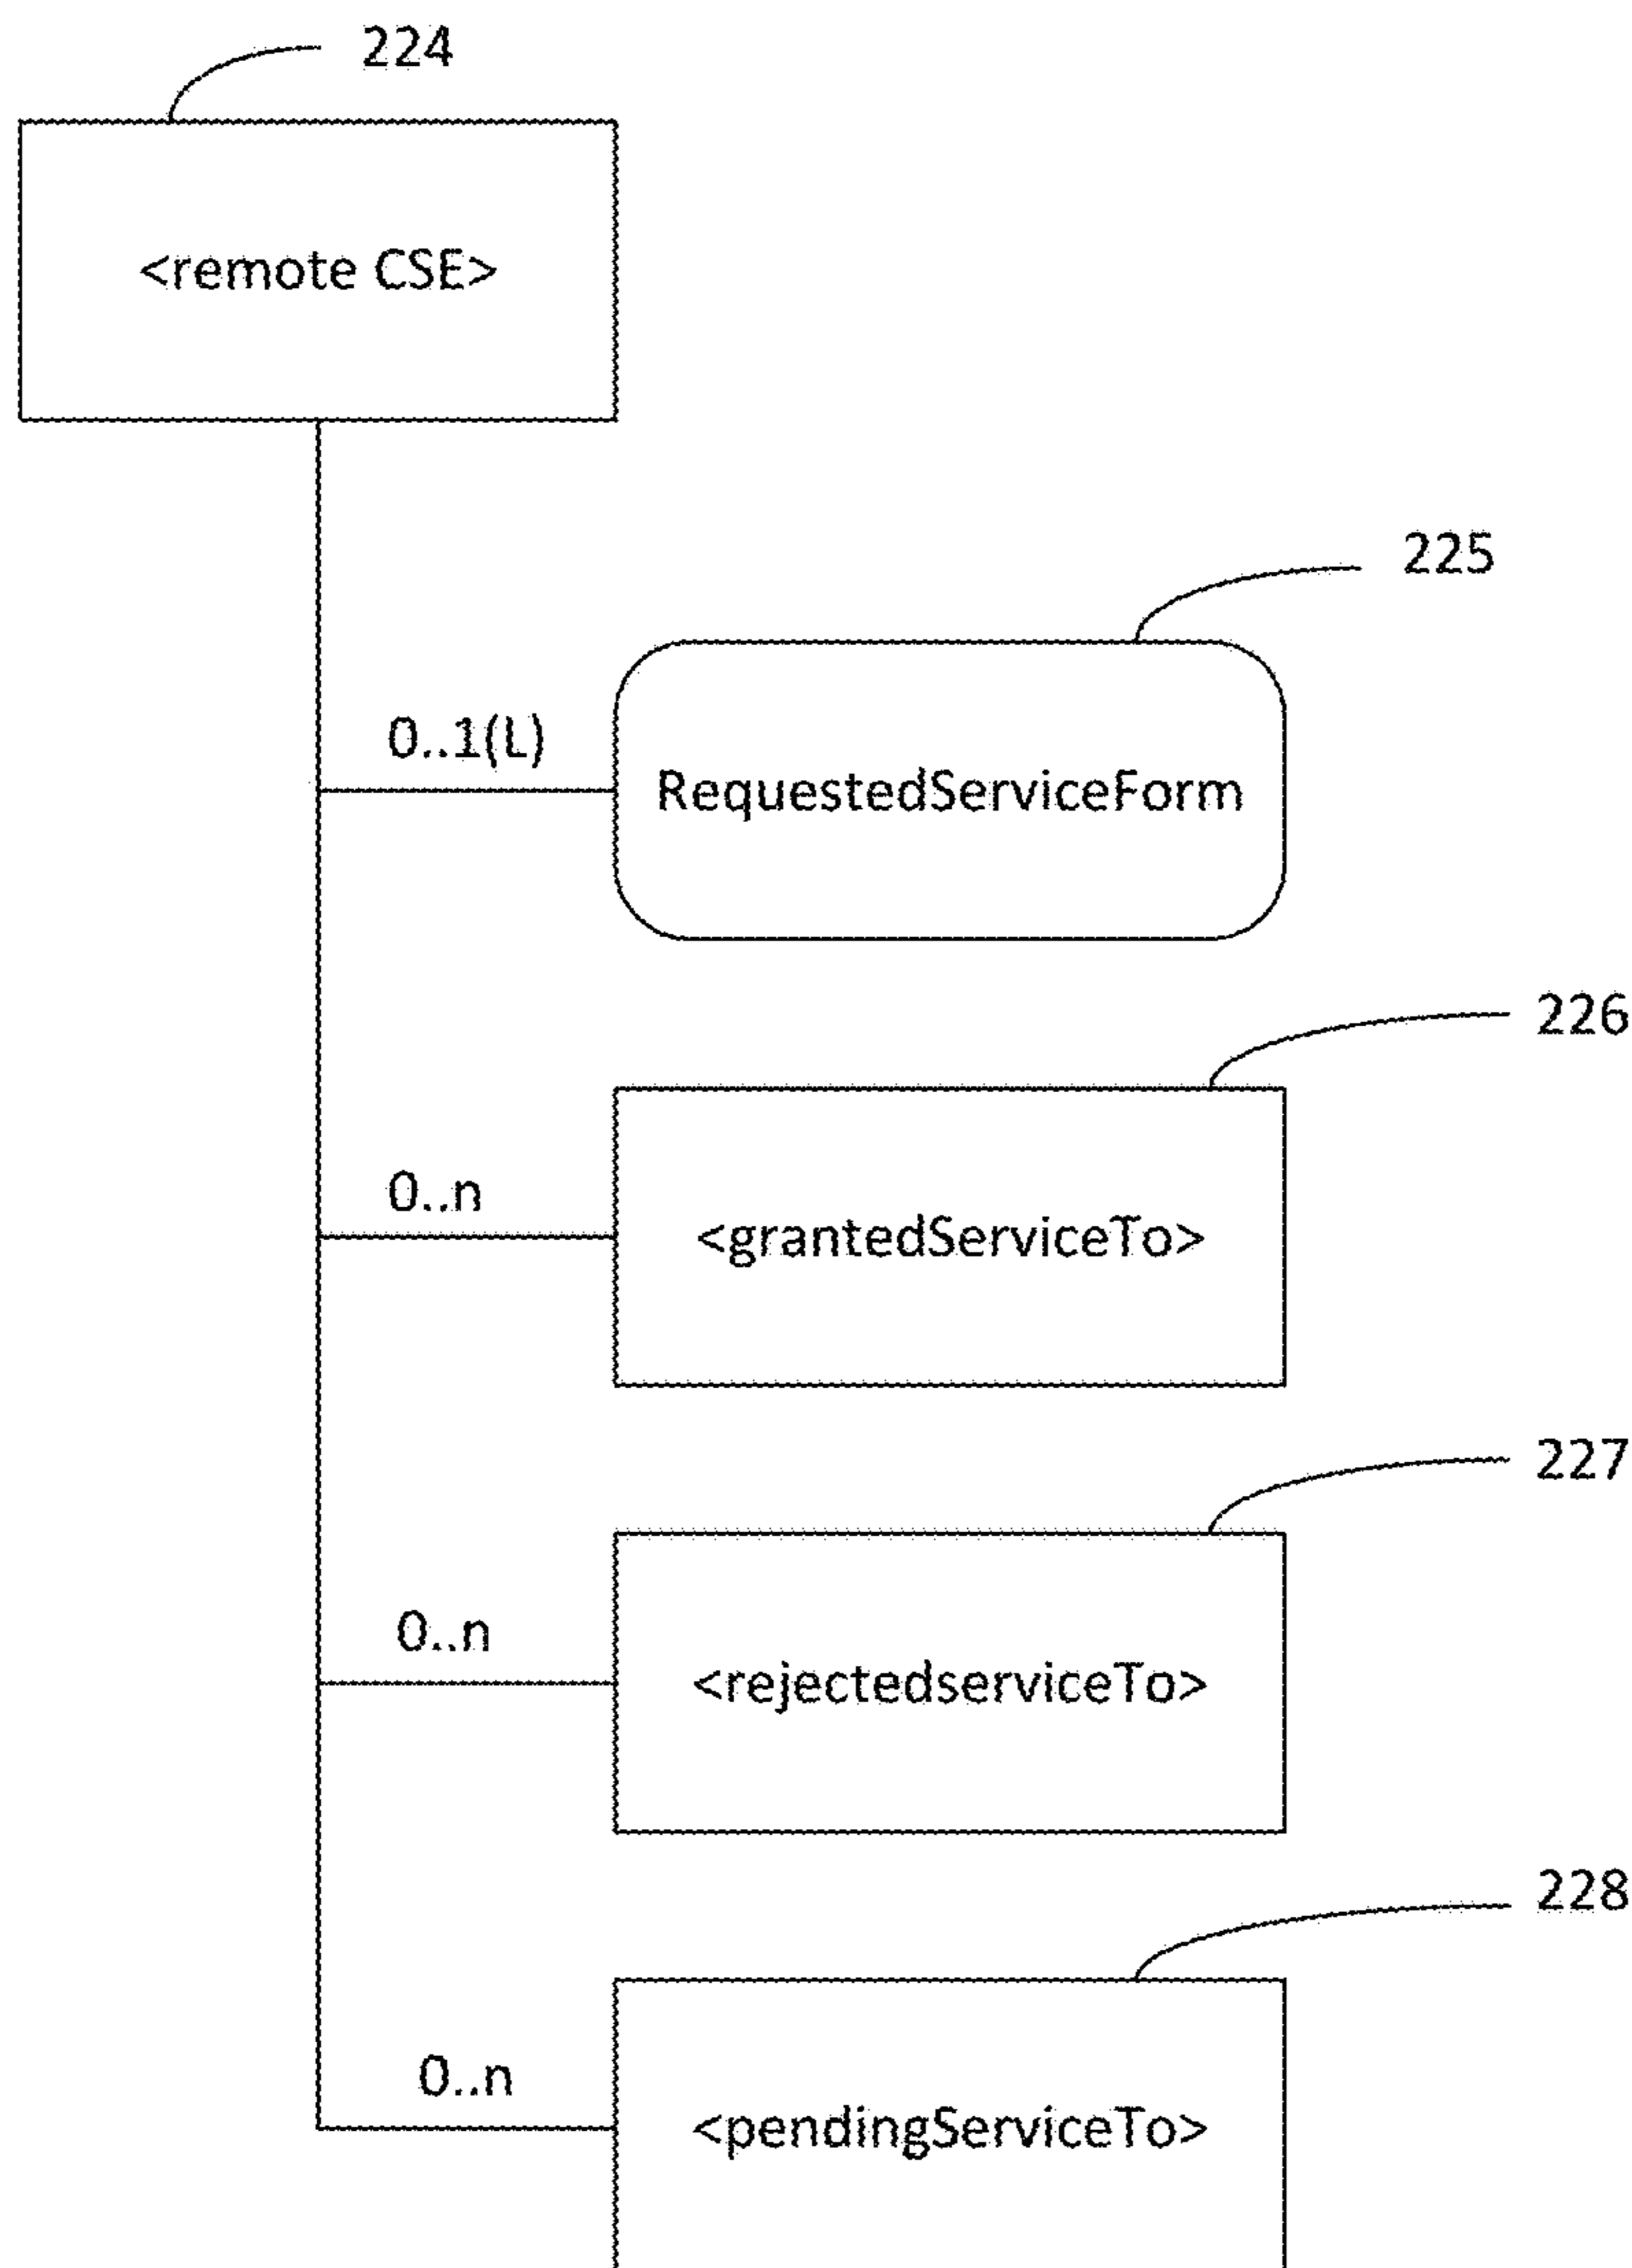 224
<remote CSE>
225
0..1(L)
RequestedServiceForm
226
0..n
<grantedServiceTo>
227
0..n
<rejectedserviceTo>
228
0..n
<pendingServiceTo>